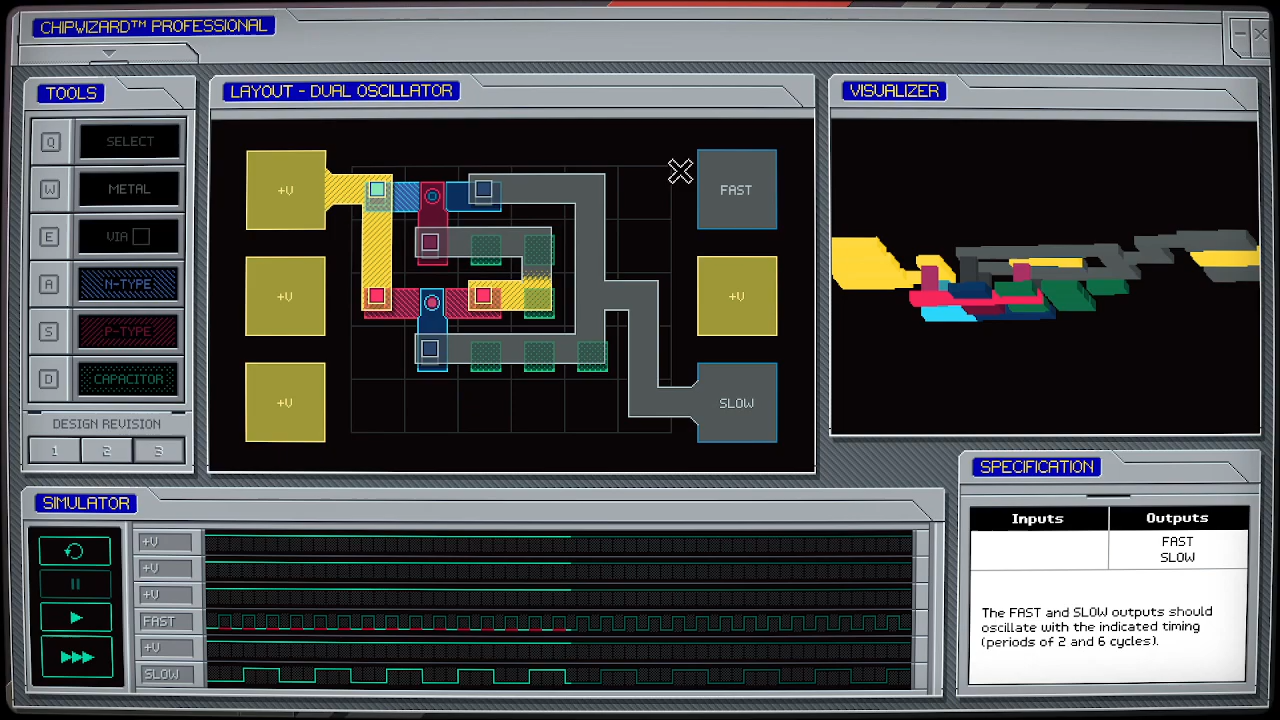 CHIPWIZARD™ PROFESSIONAL
TOOLS
Q SELECT
W METAL
E VIA
A N-TYPE
S P-TYPE
D CAPACITOR
DESIGN REVISION
1 2 3
LAYOUT - DUAL OSCILLATOR
+V FAST
+V +V
+V SLOW
VISUALIZER
SIMULATOR
+V
+V
+V
FAST
+V
SLOW
SPECIFICATION
Inputs Outputs
FAST
SLOW
The FAST and SLOW outputs should
oscillate with the indicated timing
(periods of 2 and 6 cycles).